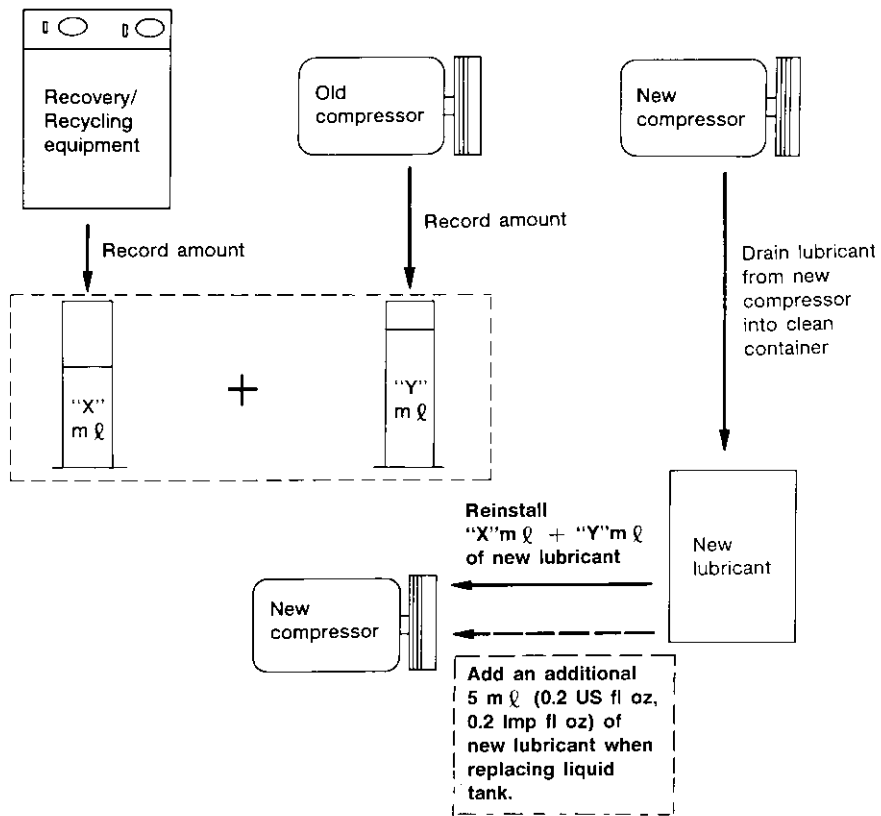 Recovery/
Recycling
equipment
Old
compressor
New
compressor
Record amount
Record amount
Drain lubricant
from new
compressor
into clean
container
"X"
m ℓ
+
"Y"
m ℓ
Reinstall
"X"m ℓ + "Y"m ℓ
of new lubricant
New
lubricant
New
compressor
Add an additional
5 m ℓ (0.2 US fl oz,
0.2 Imp fl oz) of
new lubricant when
replacing liquid
tank.